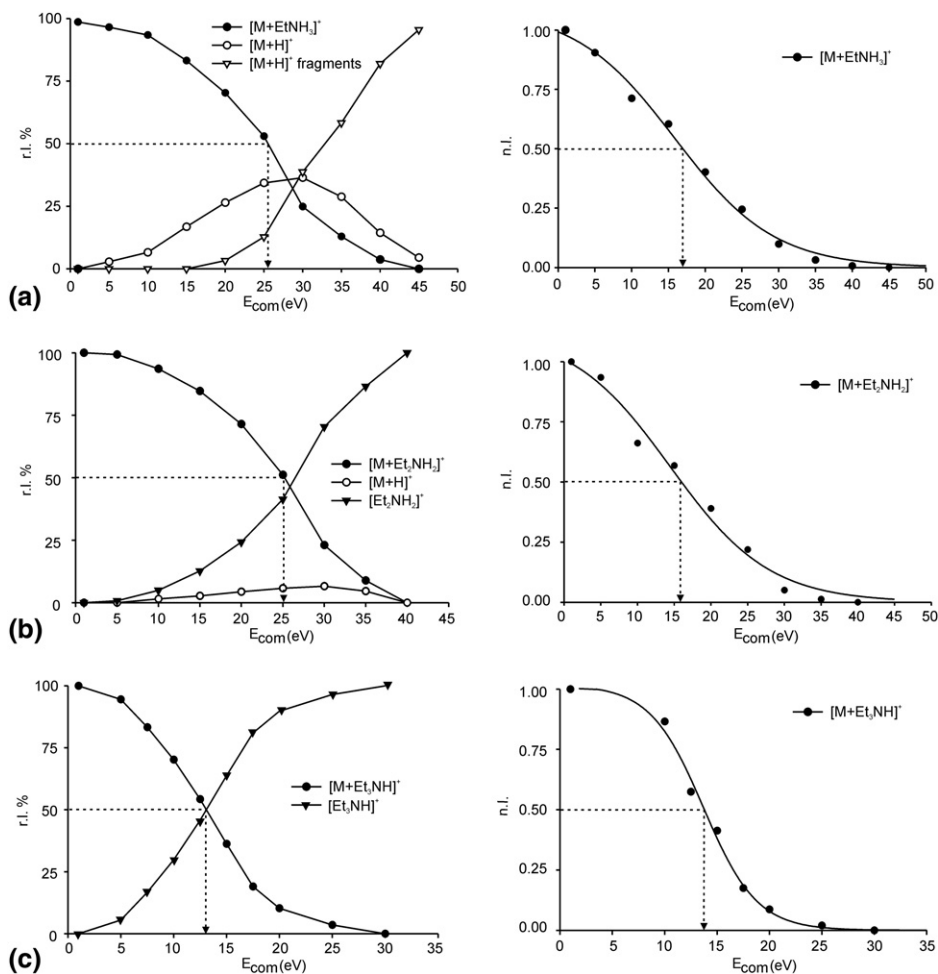 100
75
50
25
0
r.I. %
[M+EtNH₃]⁺
[M+H]⁺
[M+H]⁺ fragments
0 5 10 15 20 25 30 35 40 45 50
E com (eV)
(a)
1.00
0.75
0.50
0.25
0.00
n.I.
[M+EtNH₃]⁺
0 5 10 15 20 25 30 35 40 45 50
E com (eV)
100
75
50
25
0
r.I. %
[M+Et₂NH₂]⁺
[M+H]⁺
[Et₂NH₂]⁺
0 5 10 15 20 25 30 35 40 45
E com (eV)
(b)
1.00
0.75
0.50
0.25
0.00
n.I.
[M+Et₂NH₂]⁺
0 5 10 15 20 25 30 35 40 45 50
E com (eV)
100
75
50
25
0
r.I. %
[M+Et₃NH]⁺
[Et₃NH]⁺
0 5 10 15 20 25 30 35
E com (eV)
(c)
1.00
0.75
0.50
0.25
0.00
n.I.
[M+Et₃NH]⁺
0 5 10 15 20 25 30 35
E com (eV)